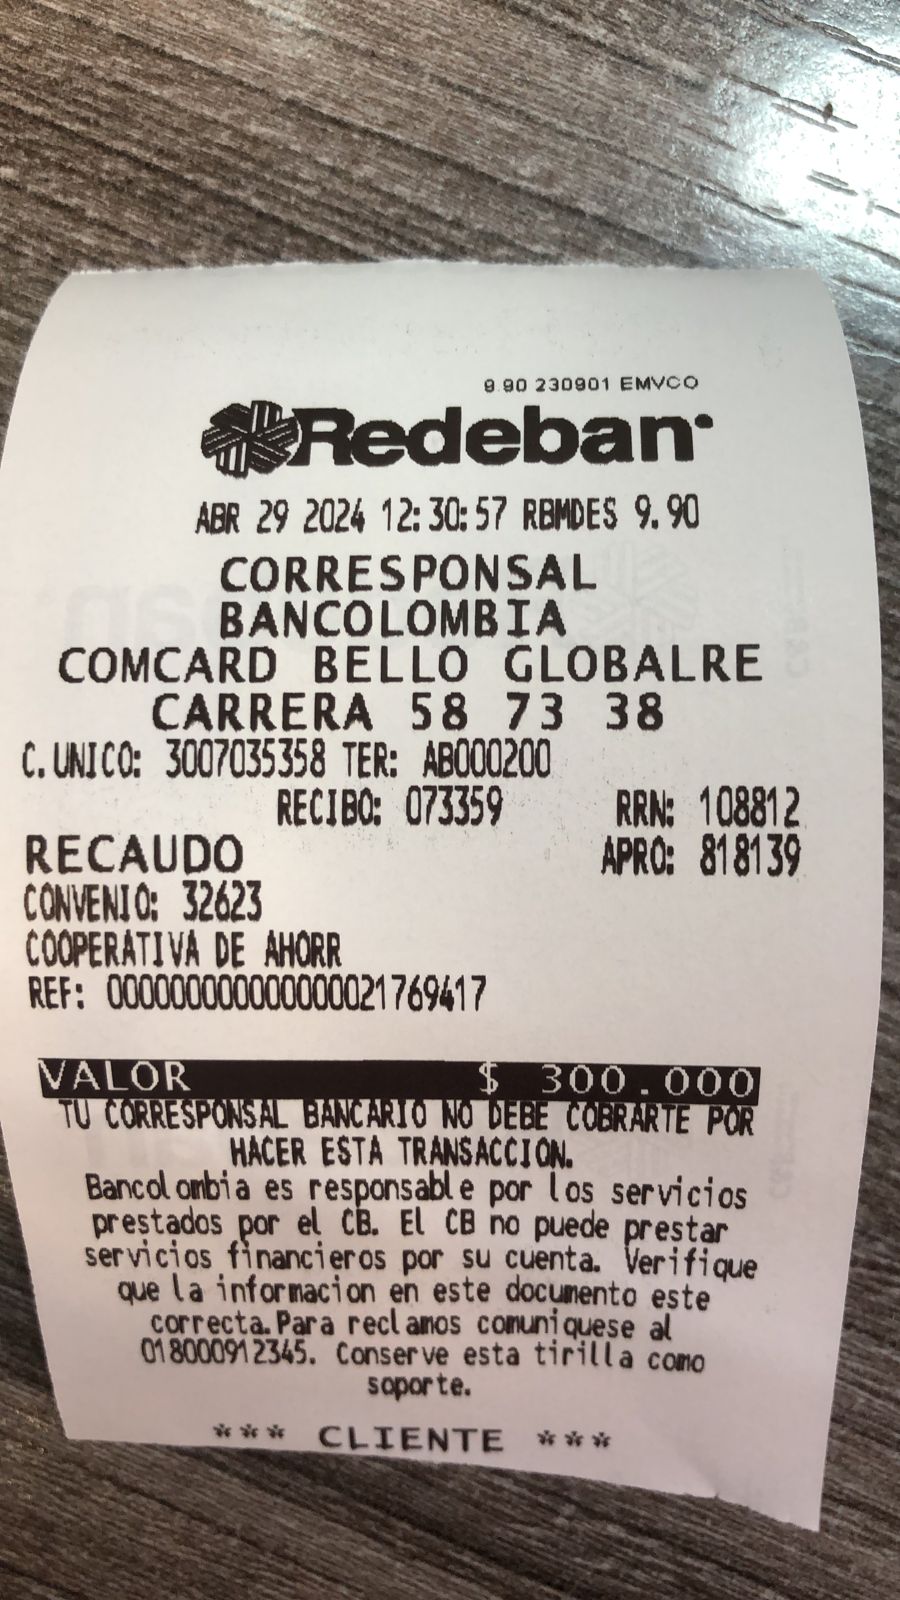 9.90 230901 EMVCO
Redeban
ABR 29 2024 12:30:57 RBMDES 9.90
CORRESPONSAL
BANCOLOMBIA
COMCARD BELLO GLOBALRE
CARRERA 58 73 38
C.UNICO: 3007035358 TER: AB000200
RECIBO: 073359 RRN: 108812
RECAUDO APRO: 818139
CONVENIO: 32623
COOPERATIVA DE AHORR
REF: 0000000000000000021769417
VALOR $ 300.000
TU CORRESPONSAL BANCARIO NO DEBE COBRARTE POR
HACER ESTA TRANSACCION.
Bancolombia es responsable por los servicios
prestados por el CB. El CB no puede prestar
servicios financieros por su cuenta. Verifique
que la informacion en este documento este
correcta.Para reclamos comuniquese al
018000912345. Conserve esta tirilla como
soporte.
*** CLIENTE ***